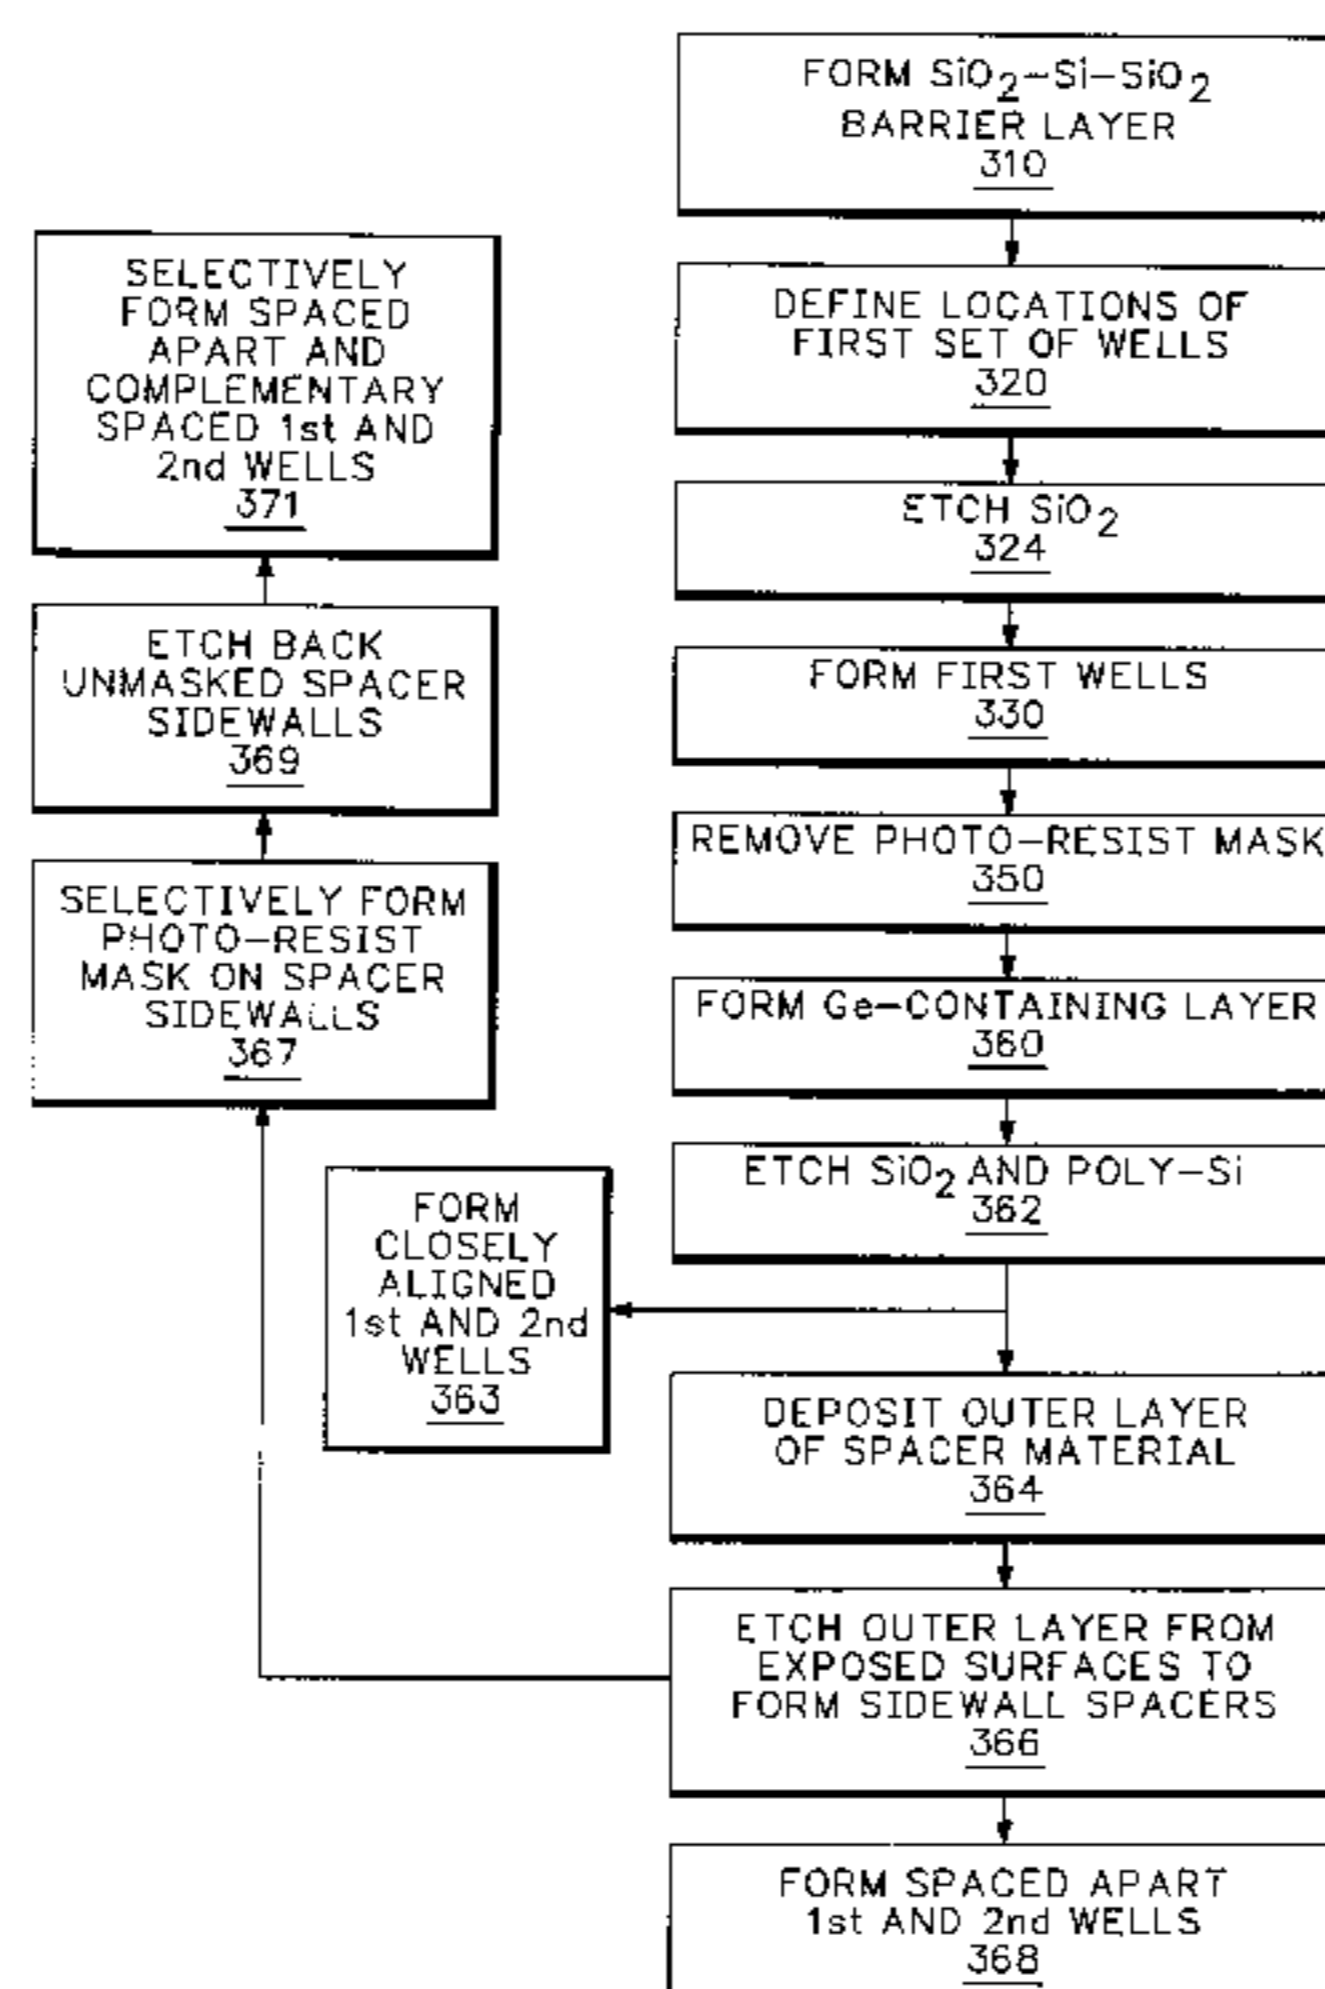 FORM SiO2-Si-SiO2
BARRIER LAYER
310
DEFINE LOCATIONS OF
FIRST SET OF WELLS
320
ETCH SiO2
324
FORM FIRST WELLS
330
REMOVE PHOTO-RESIST MASK
350
FORM Ge-CONTAINING LAYER
360
ETCH SiO2 AND POLY-Si
362
FORM
CLOSELY
ALIGNED
1st AND 2nd
WELLS
363
DEPOSIT OUTER LAYER
OF SPACER MATERIAL
364
ETCH OUTER LAYER FROM
EXPOSED SURFACES TO
FORM SIDEWALL SPACERS
366
FORM SPACED APART
1st AND 2nd WELLS
368
SELECTIVELY FORM
PHOTO-RESIST
MASK ON SPACER
SIDEWALLS
367
ETCH BACK
UNMASKED SPACER
SIDEWALLS
369
SELECTIVELY
FORM SPACED
APART AND
COMPLEMENTARY
SPACED 1st AND
2nd WELLS
371